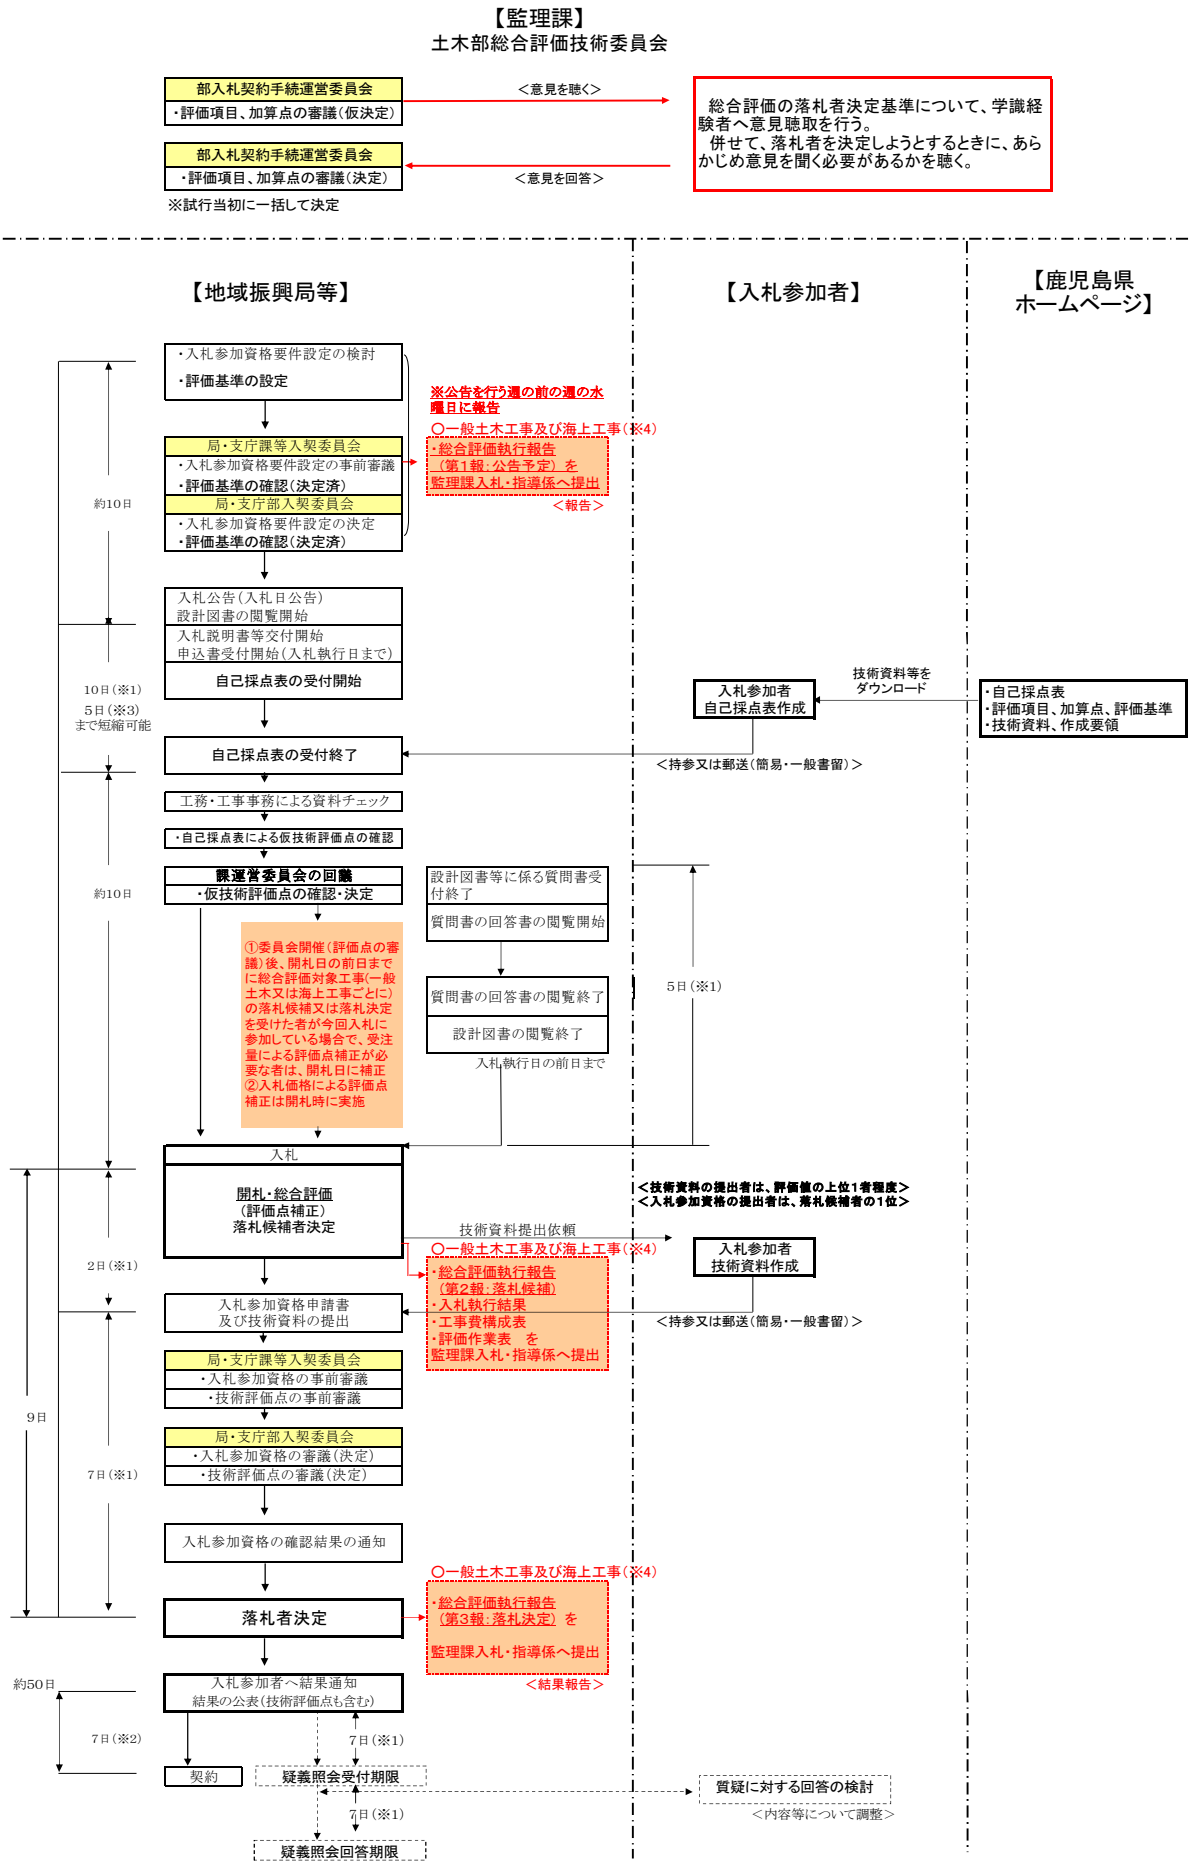 【監理課】
土木部総合評価技術委員会
部入札契約手続運営委員会
・評価項目、加算点の審議（仮決定）
＜意見を聴く＞
総合評価の落札者決定基準について、学識経
験者へ意見聴取を行う。
併せて、落札者を決定しようとするときに、あら
かじめ意見を聞く必要があるかを聴く。
部入札契約手続運営委員会
・評価項目、加算点の審議（決定）
＜意見を回答＞
※試行当初に一括して決定
【地域振興局等】
【入札参加者】
【鹿児島県
ホームページ】
・入札参加資格要件設定の検討
・評価基準の設定
※公告を行う週の前の週の水
曜日に報告
〇一般土木工事及び海上工事（※4）
・総合評価執行報告
（第１報：公告予定） を
監理課入札・指導係へ提出
＜報告＞
局・支庁課等入契委員会
・入札参加資格要件設定の事前審議
・評価基準の確認（決定済）
局・支庁部入契委員会
・入札参加資格要件設定の決定
・評価基準の確認（決定済）
約10日
入札公告（入札日公告）
設計図書の閲覧開始
入札説明書等交付開始
申込書受付開始（入札執行日まで）
自己採点表の受付開始
10日（※1）
5日（※3）
まで短縮可能
入札参加者
自己採点表作成
技術資料等を
ダウンロード
・自己採点表
・評価項目、加算点、評価基準
・技術資料、作成要領
自己採点表の受付終了
＜持参又は郵送（簡易・一般書留）＞
工務・工事事務による資料チェック
・自己採点表による仮技術評価点の確認
課運営委員会の回議
・仮技術評価点の確認・決定
約10日
設計図書等に係る質問書受
付終了
質問書の回答書の閲覧開始
質問書の回答書の閲覧終了
設計図書の閲覧終了
入札執行日の前日まで
5日（※1）
①委員会開催（評価点の審
議）後、開札日の前日まで
に総合評価対象工事(一般
土木又は海上工事ごとに）
の落札候補又は落札決定
を受けた者が今回入札に
参加している場合で、受注
量による評価点補正が必
要な者は、開札日に補正
②入札価格による評価点
補正は開札時に実施
入札
開札・総合評価
（評価点補正）
落札候補者決定
＜技術資料の提出者は、評価値の上位１者程度＞
＜入札参加資格の提出者は、落札候補者の１位＞
技術資料提出依頼
〇一般土木工事及び海上工事（※4）
・総合評価執行報告
（第２報：落札候補）
・入札執行結果
・工事費構成表
・評価作業表 を
監理課入札・指導係へ提出
入札参加者
技術資料作成
2日（※1）
入札参加資格申請書
及び技術資料の提出
＜持参又は郵送（簡易・一般書留）＞
局・支庁課等入契委員会
・入札参加資格の事前審議
・技術評価点の事前審議
9日
局・支庁部入契委員会
・入札参加資格の審議（決定）
・技術評価点の審議（決定）
7日（※1）
入札参加資格の確認結果の通知
〇一般土木工事及び海上工事（※4）
・総合評価執行報告
（第３報：落札決定） を
監理課入札・指導係へ提出
＜結果報告＞
落札者決定
約50日
入札参加者へ結果通知
結果の公表（技術評価点も含む）
7日（※2）
7日（※1）
契約
疑義照会受付期限
質疑に対する回答の検討
＜内容等について調整＞
7日（※1）
疑義照会回答期限